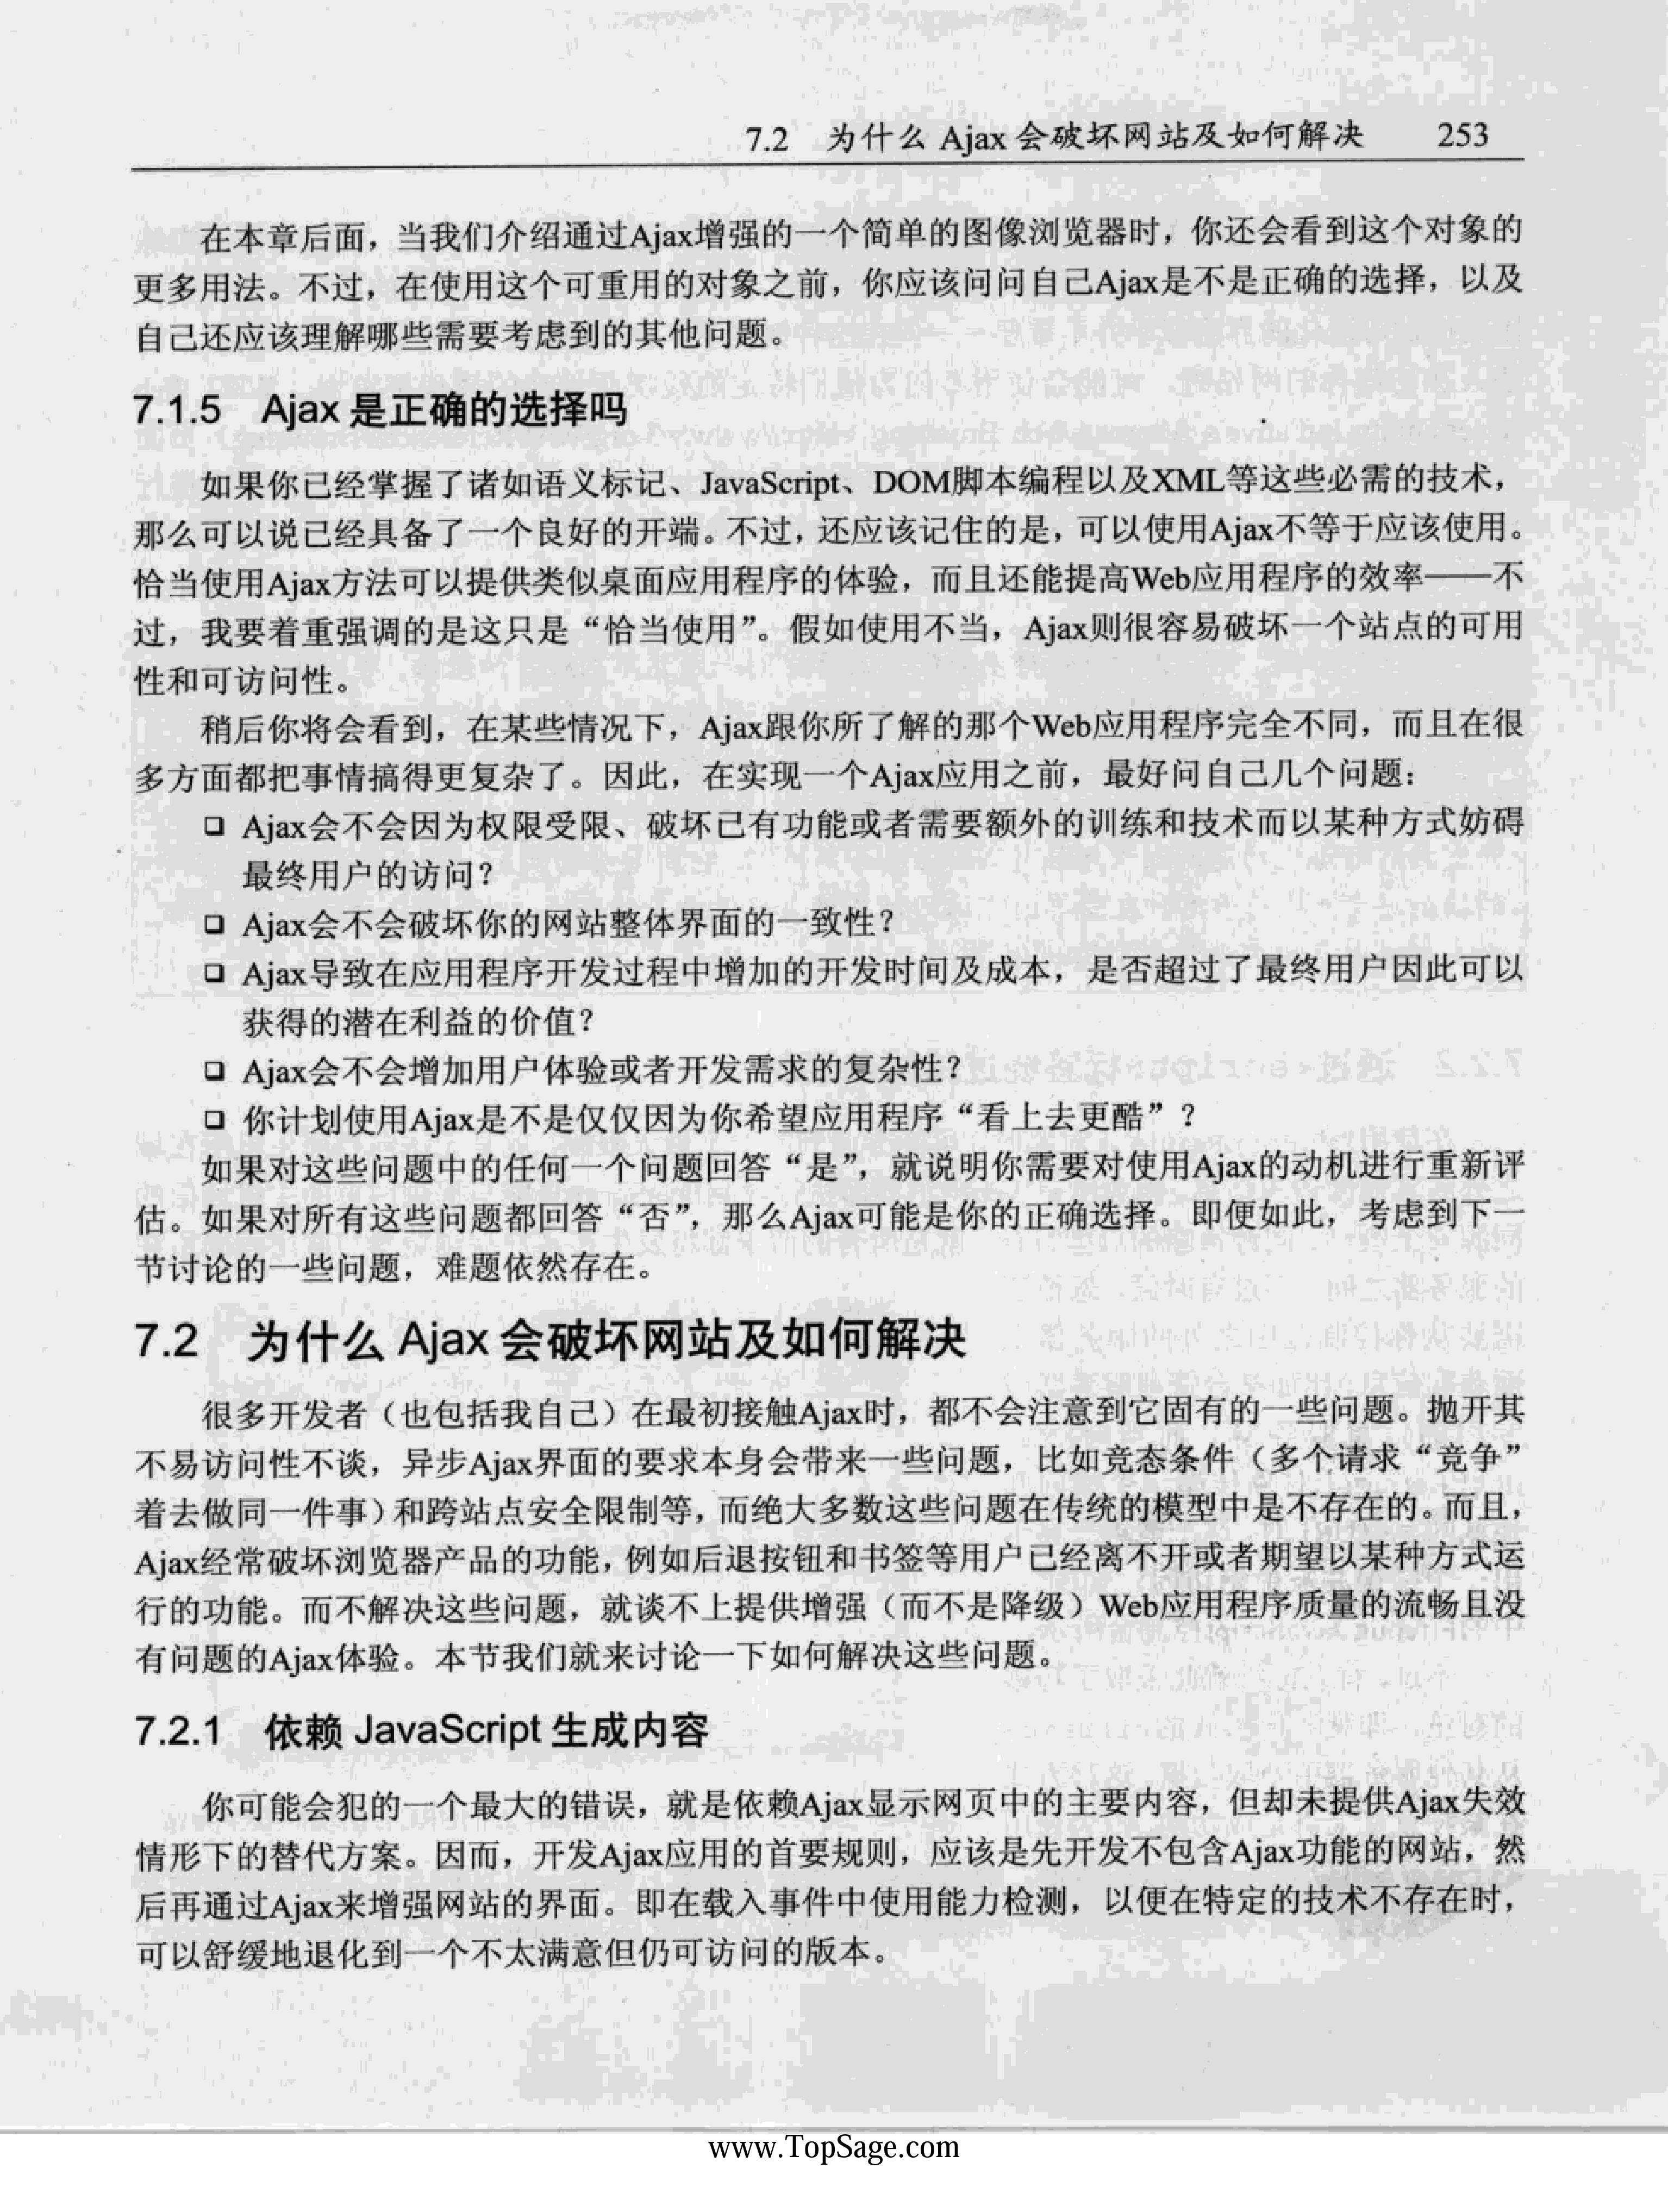 7.2 为什么 Ajax 会破坏网站及如何解决 253
在本章后面，当我们介绍通过Ajax增强的一个简单的图像浏览器时，你还会看到这个对象的
更多用法。不过，在使用这个可重用的对象之前，你应该问问自己Ajax是不是正确的选择，以及
自己还应该理解哪些需要考虑到的其他问题。
7.1.5 Ajax 是正确的选择吗
如果你已经掌握了诸如语义标记、JavaScript、DOM脚本编程以及XML等这些必需的技术，
那么可以说已经具备了一个良好的开端。不过，还应该记住的是，可以使用Ajax不等于应该使用。
恰当使用Ajax方法可以提供类似桌面应用程序的体验，而且还能提高Web应用程序的效率——不
过，我要着重强调的是这只是“恰当使用”。假如使用不当，Ajax则很容易破坏一个站点的可用
性和可访问性。
稍后你将会看到，在某些情况下，Ajax跟你所了解的那个Web应用程序完全不同，而且在很
多方面都把事情搞得更复杂了。因此，在实现一个Ajax应用之前，最好问自己几个问题：
❑ Ajax会不会因为权限受限、破坏已有功能或者需要额外的训练和技术而以某种方式妨碍
最终用户的访问？
❑ Ajax会不会破坏你的网站整体界面的一致性？
❑ Ajax导致在应用程序开发过程中增加的开发时间及成本，是否超过了最终用户因此可以
获得的潜在利益的价值？
❑ Ajax会不会增加用户体验或者开发需求的复杂性？
❑ 你计划使用Ajax是不是仅仅因为你希望应用程序“看上去更酷”？
如果对这些问题中的任何一个问题回答“是”，就说明你需要对使用Ajax的动机进行重新评
估。如果对所有这些问题都回答“否”，那么Ajax可能是你的正确选择。即便如此，考虑到下一
节讨论的一些问题，难题依然存在。
7.2 为什么 Ajax 会破坏网站及如何解决
很多开发者（也包括我自己）在最初接触Ajax时，都不会注意到它固有的一些问题。抛开其
不易访问性不谈，异步Ajax界面的要求本身会带来一些问题，比如竞态条件（多个请求“竞争”
着去做同一件事）和跨站点安全限制等，而绝大多数这些问题在传统的模型中是不存在的。而且，
Ajax经常破坏浏览器产品的功能，例如后退按钮和书签等用户已经离不开或者期望以某种方式运
行的功能。而不解决这些问题，就谈不上提供增强（而不是降级）Web应用程序质量的流畅且没
有问题的Ajax体验。本节我们就来讨论一下如何解决这些问题。
7.2.1 依赖 JavaScript 生成内容
你可能会犯的一个最大的错误，就是依赖Ajax显示网页中的主要内容，但却未提供Ajax失效
情形下的替代方案。因而，开发Ajax应用的首要规则，应该是先开发不包含Ajax功能的网站，然
后再通过Ajax来增强网站的界面。即在载入事件中使用能力检测，以便在特定的技术不存在时，
可以舒缓地退化到一个不太满意但仍可访问的版本。
www.TopSage.com